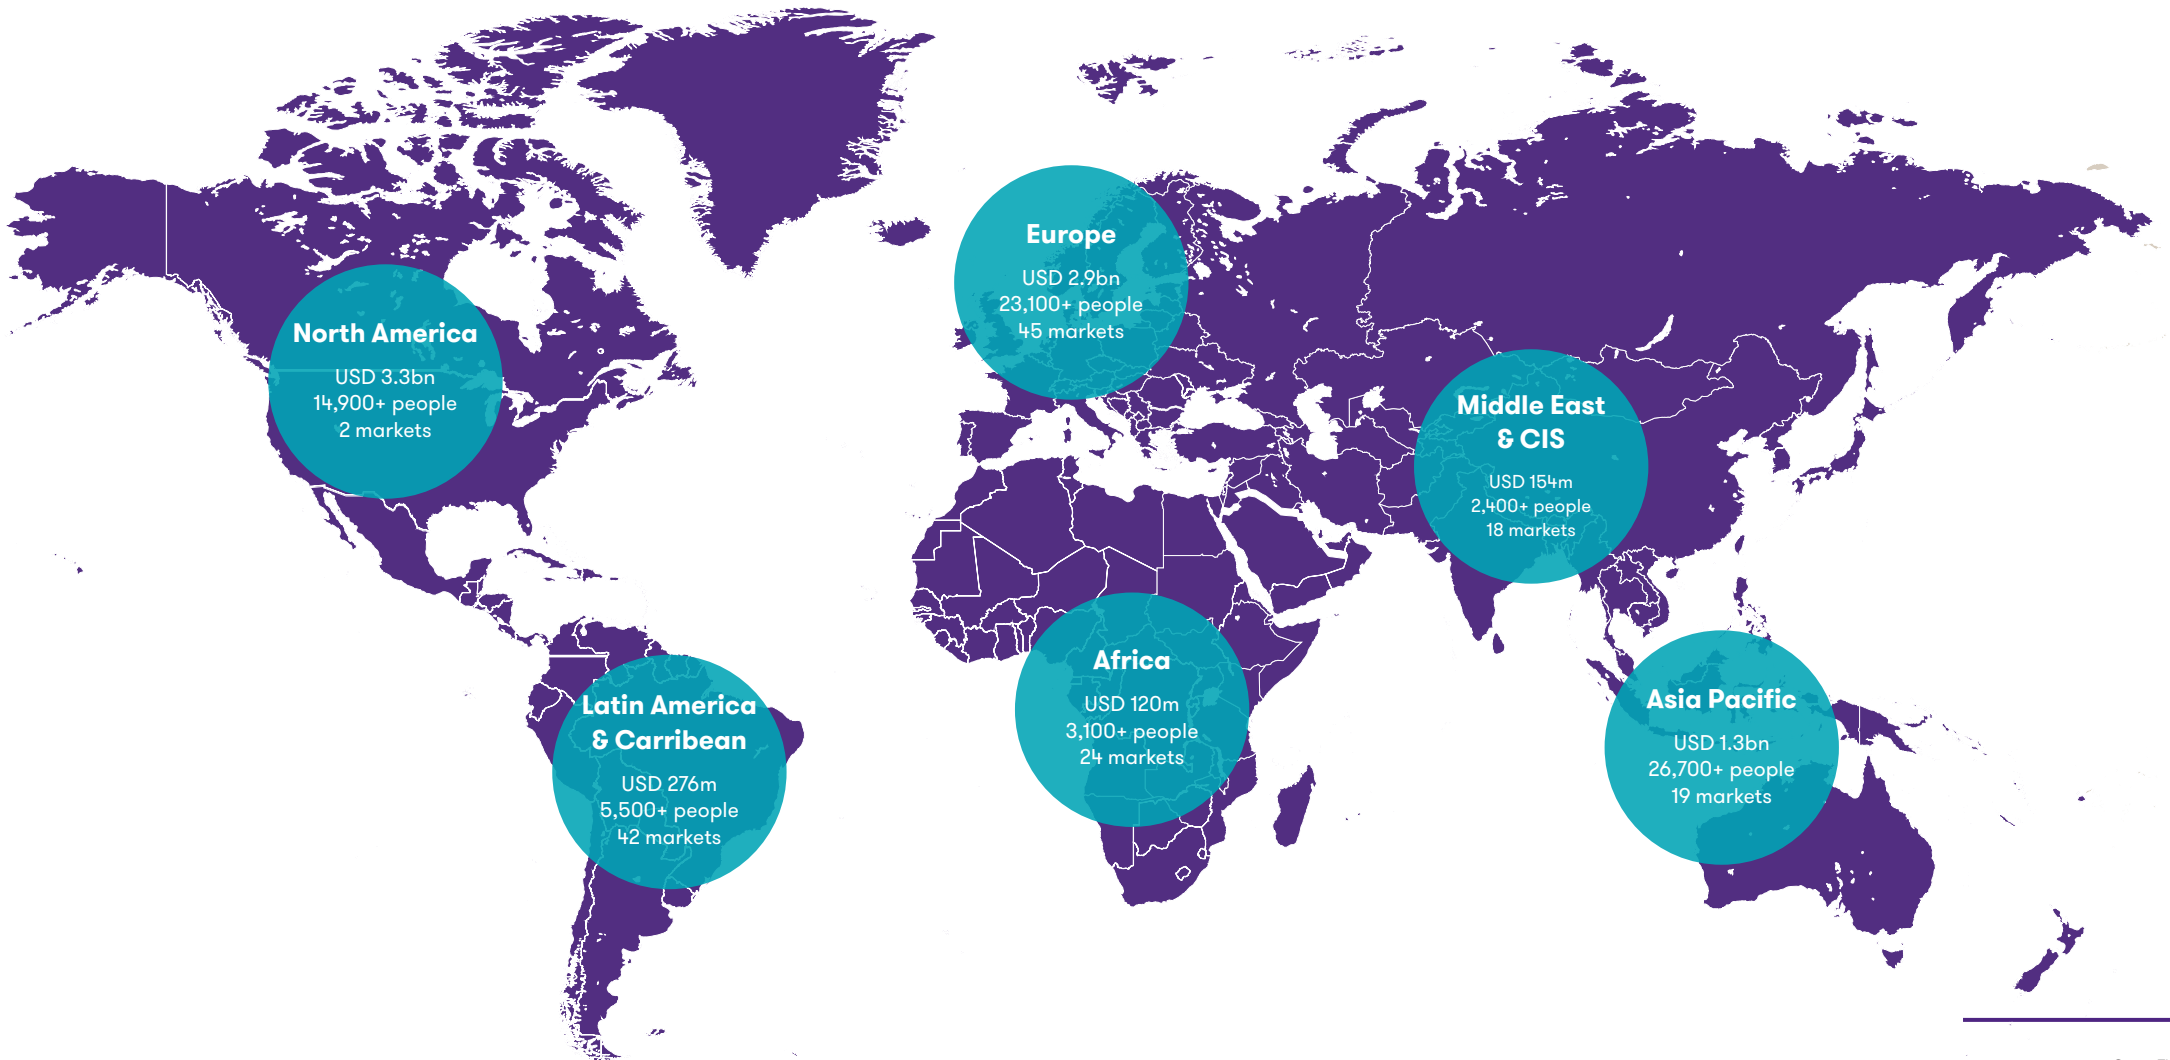 Europe
USD 2.9bn
23,100+ people
45 markets
North America
USD 3.3bn
14,900+ people
2 markets
Middle East
& CIS
USD 154m
2,400+ people
18 markets
Latin America
& Carribean
USD 276m
5,500+ people
42 markets
Africa
USD 120m
3,100+ people
24 markets
Asia Pacific
USD 1.3bn
26,700+ people
19 markets